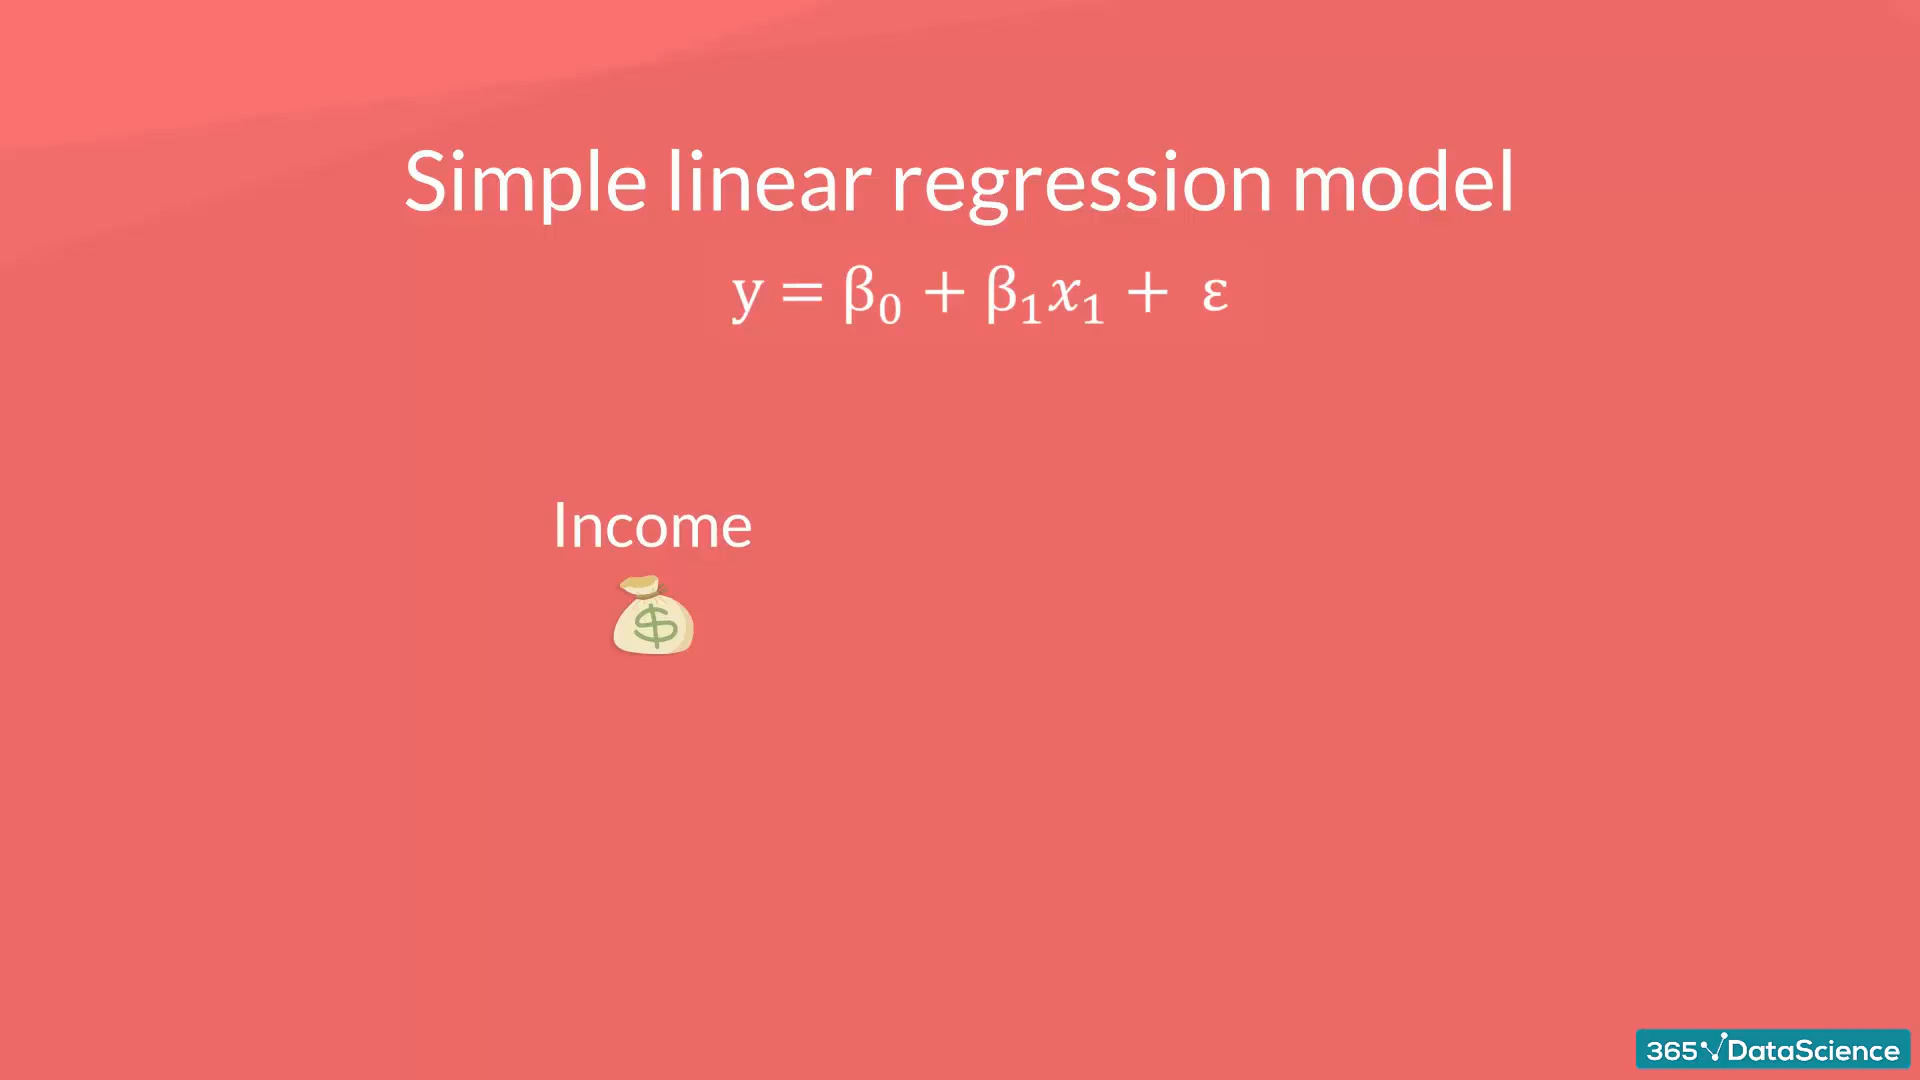 Simple linear regression model
y = β₀ + β₁x₁ + ε
Income
$
365 DataScience